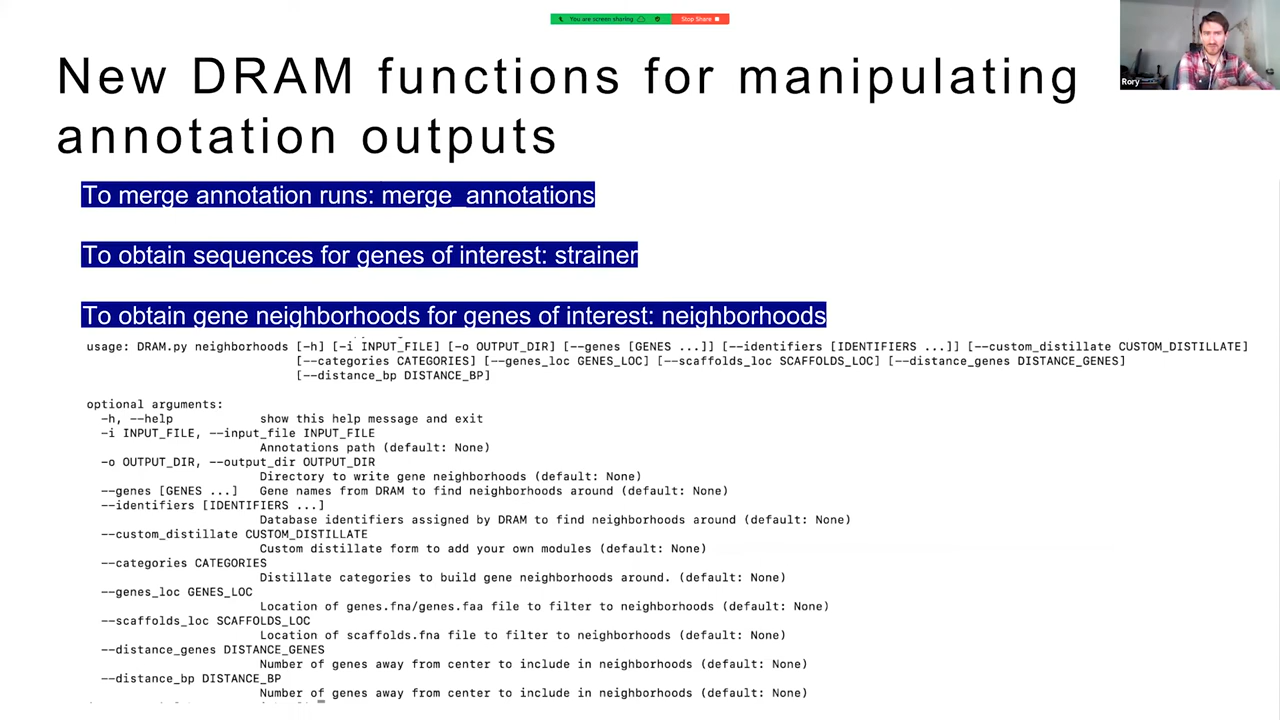 You are screen sharing Stop Share
Rory
New DRAM functions for manipulating
annotation outputs
To merge annotation runs: merge_annotations
To obtain sequences for genes of interest: strainer
To obtain gene neighborhoods for genes of interest: neighborhoods
usage: DRAM.py neighborhoods [-h] [-i INPUT_FILE] [-o OUTPUT_DIR] [--genes [GENES ...]] [--identifiers [IDENTIFIERS ...]] [--custom_distillate CUSTOM_DISTILLATE]
[--categories CATEGORIES] [--genes_loc GENES_LOC] [--scaffolds_loc SCAFFOLDS_LOC] [--distance_genes DISTANCE_GENES]
[--distance_bp DISTANCE_BP]
optional arguments:
-h, --help show this help message and exit
-i INPUT_FILE, --input_file INPUT_FILE
Annotations path (default: None)
-o OUTPUT_DIR, --output_dir OUTPUT_DIR
Directory to write gene neighborhoods (default: None)
--genes [GENES ...] Gene names from DRAM to find neighborhoods around (default: None)
--identifiers [IDENTIFIERS ...]
Database identifiers assigned by DRAM to find neighborhoods around (default: None)
--custom_distillate CUSTOM_DISTILLATE
Custom distillate form to add your own modules (default: None)
--categories CATEGORIES
Distillate categories to build gene neighborhoods around. (default: None)
--genes_loc GENES_LOC
Location of genes.fna/genes.faa file to filter to neighborhoods (default: None)
--scaffolds_loc SCAFFOLDS_LOC
Location of scaffolds.fna file to filter to neighborhoods (default: None)
--distance_genes DISTANCE_GENES
Number of genes away from center to include in neighborhoods (default: None)
--distance_bp DISTANCE_BP
Number of genes away from center to include in neighborhoods (default: None)